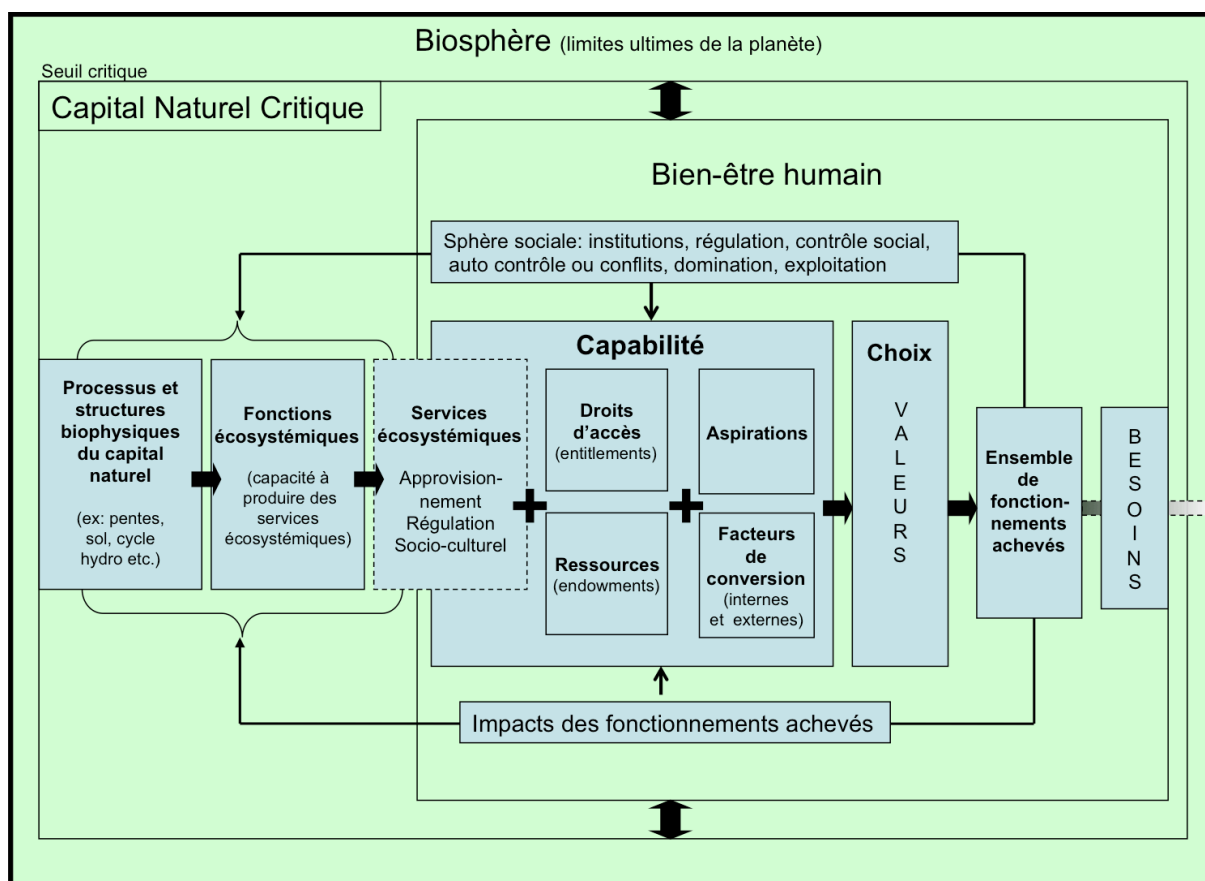 Biosphère (limites ultimes de la planète)
Seuil critique
Capital Naturel Critique
Bien-être humain
Sphère sociale: institutions, régulation, contrôle social,
auto contrôle ou conflits, domination, exploitation
Processus et
structures
biophysiques
du capital
naturel
(ex: pentes,
sol, cycle
hydro etc.)
Fonctions
écosystémiques
(capacité à
produire des
services
écosystémiques)
Services
écosystémiques
Approvision-
nement
Régulation
Socio-culturel
Capabilité
Droits
d’accès
(entitlements)
Ressources
(endowments)
Aspirations
Facteurs
de
conversion
(internes
et externes)
Choix
V
A
L
E
U
R
S
Ensemble
de
fonction-
nements
achevés
B
E
S
O
I
N
S
Impacts des fonctionnements achevés